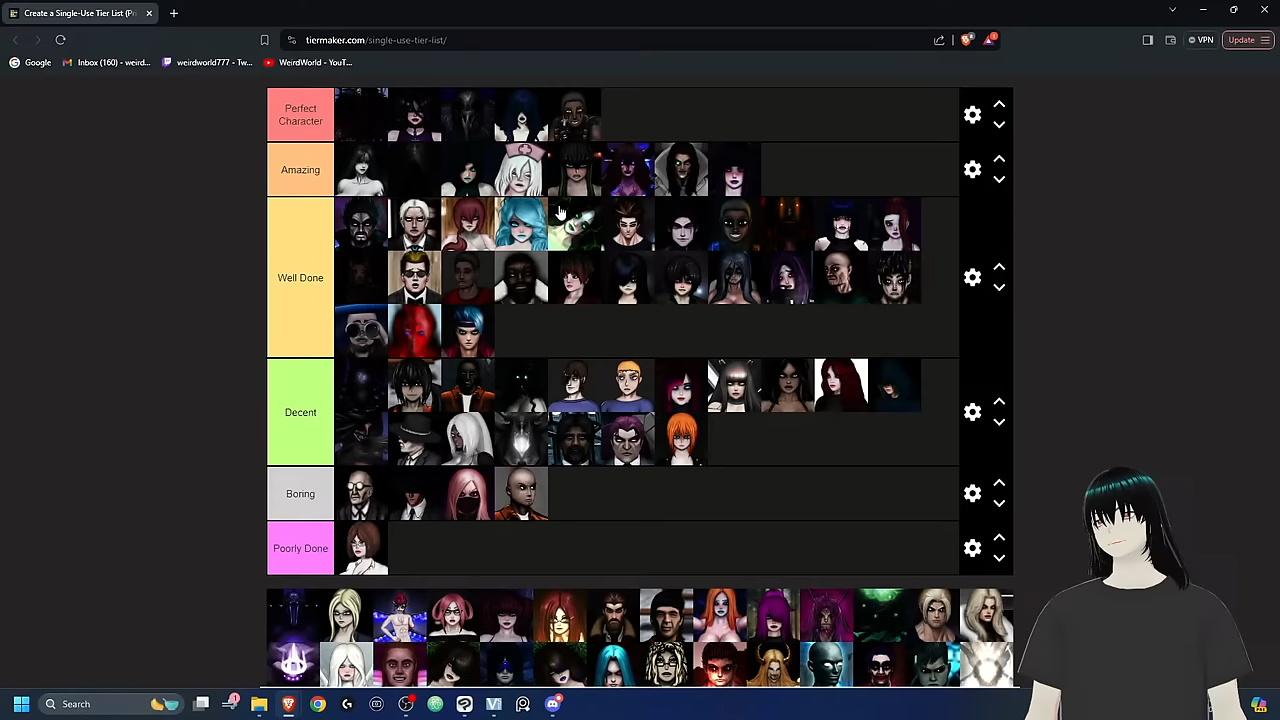 Create a Single-Use Tier List (Pr
tiermaker.com/single-use-tier-list/
VPN
Update
Google
Inbox (160) - weird...
weirdworld777 - Tw...
WeirdWorld - YouT...
Perfect
Character
Amazing
Well Done
Decent
Boring
Poorly Done
Search